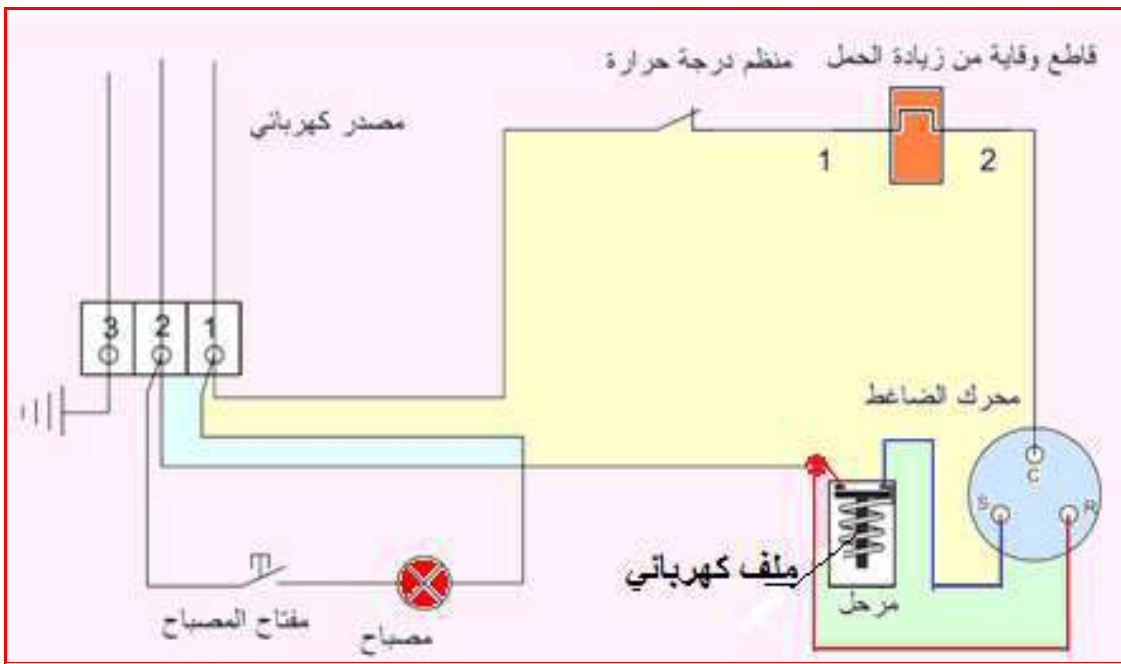 قاطع وقاية من زيادة الحمل
منظم درجة حرارة
مصدر كهربائي
1
2
3
2
1
محرك الضاغط
C
S
R
ملف كهربائي
مرحل
مفتاح المصباح
مصباح